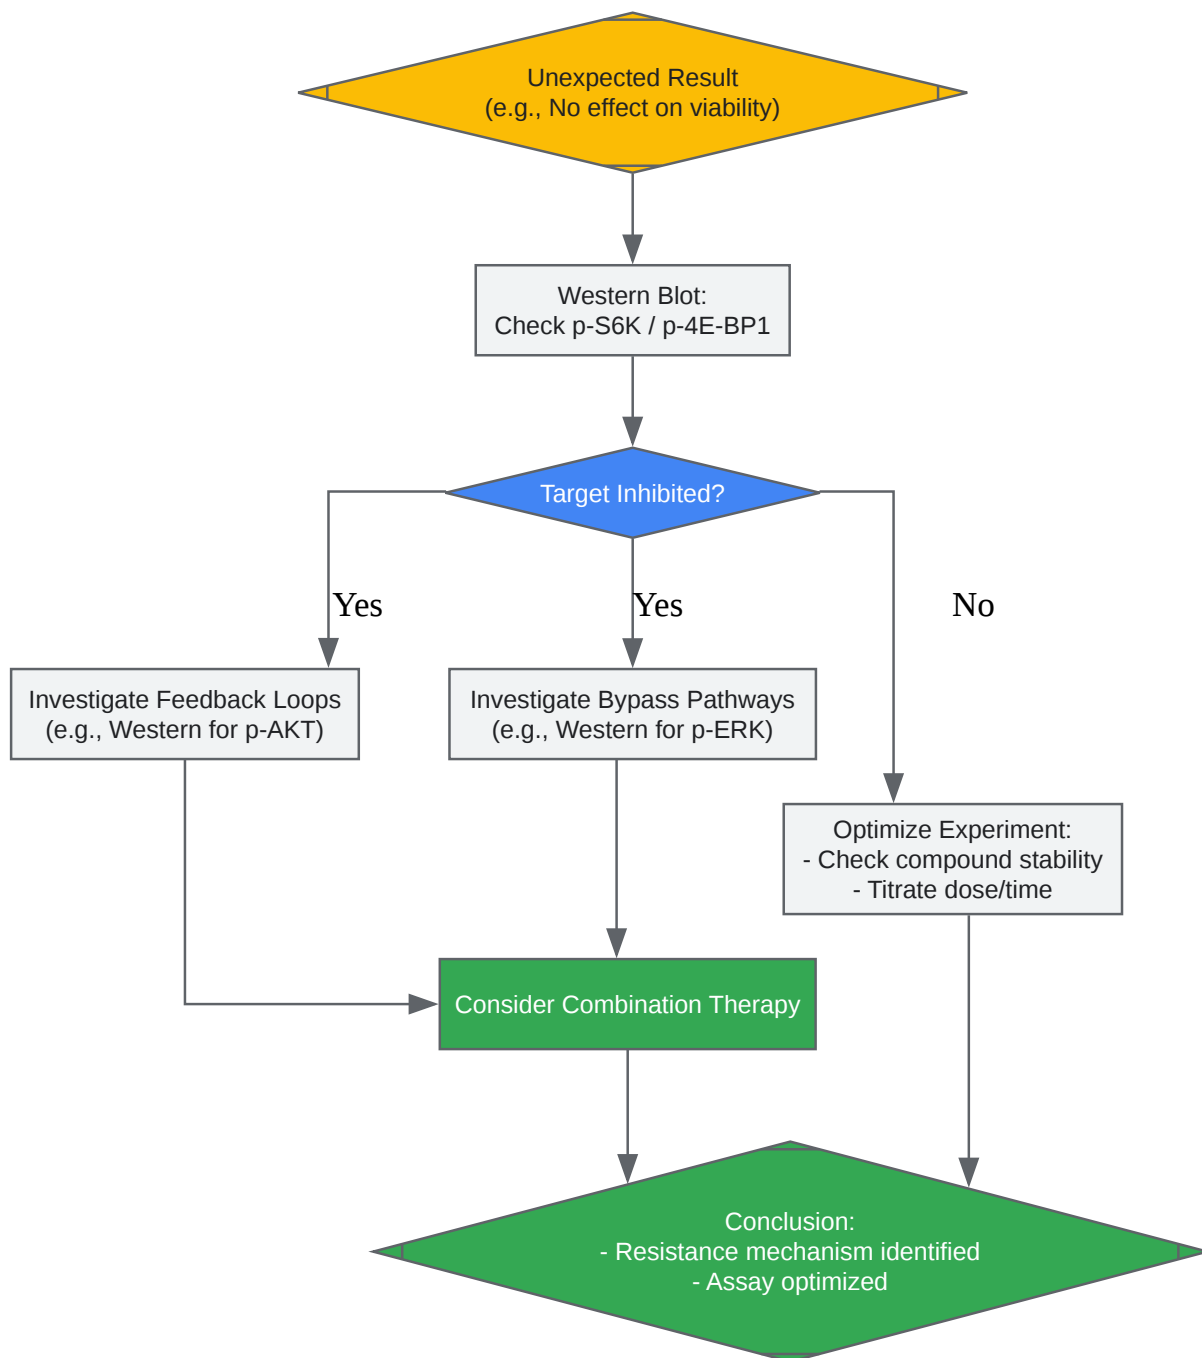 Unexpected Result
(e.g., No effect on viability)
Western Blot:
Check p-S6K / p-4E-BP1
Target Inhibited?
Yes
Yes
No
Investigate Feedback Loops
(e.g., Western for p-AKT)
Investigate Bypass Pathways
(e.g., Western for p-ERK)
Optimize Experiment:
- Check compound stability
- Titrate dose/time
Consider Combination Therapy
Conclusion:
- Resistance mechanism identified
- Assay optimized